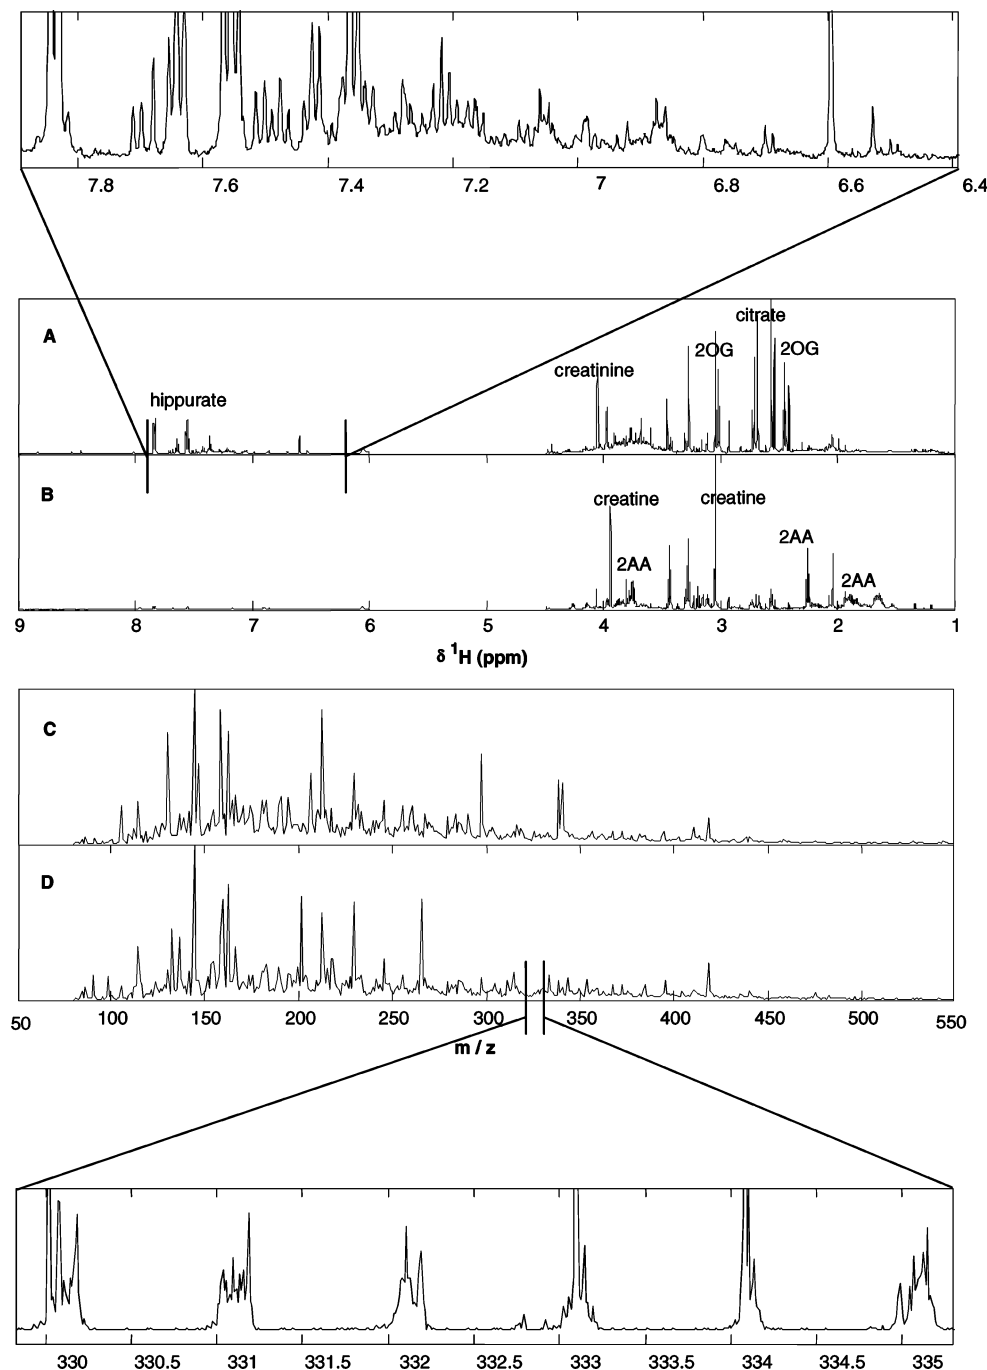 7.8 7.6 7.4 7.2 7 6.8 6.6 6.4
A
citrate
2OG 2OG
creatinine
hippurate
B
creatine creatine
2AA
2AA
2AA
9 8 7 6 5 4 3 2 1
δ ¹H (ppm)
C
D
50 100 150 200 250 300 350 400 450 500 550
m / z
330 330.5 331 331.5 332 332.5 333 333.5 334 334.5 335